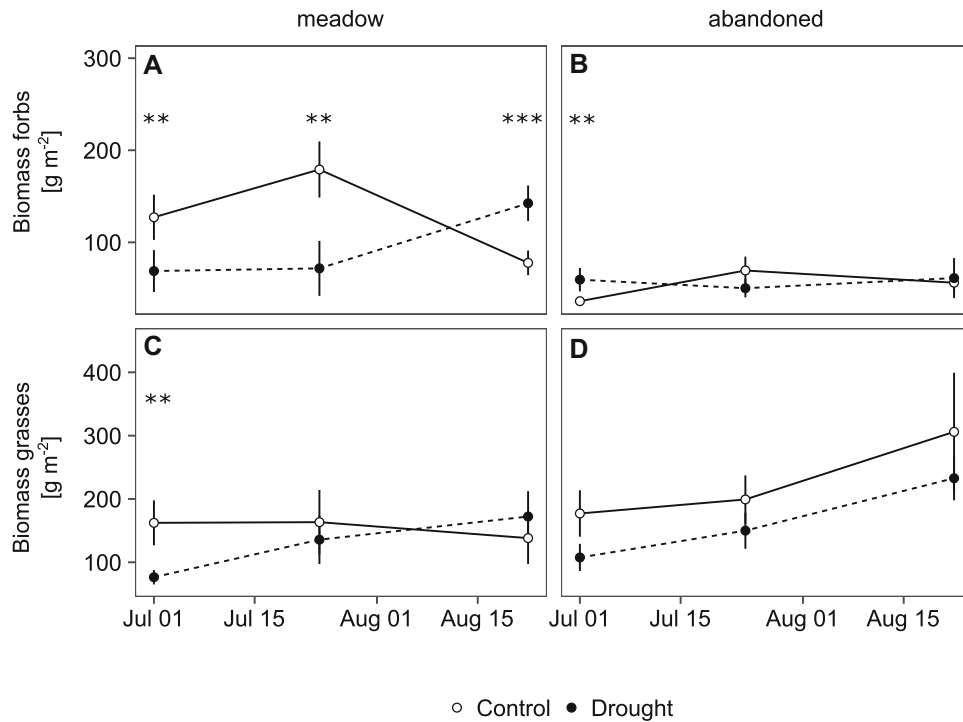 meadow abandoned
Biomass forbs
[g m-2]
300
200
100
A
** ** ***
B
**
Biomass grasses
[g m-2]
400
300
200
100
C
**
D
Jul 01 Jul 15 Aug 01 Aug 15 Jul 01 Jul 15 Aug 01 Aug 15
Control Drought